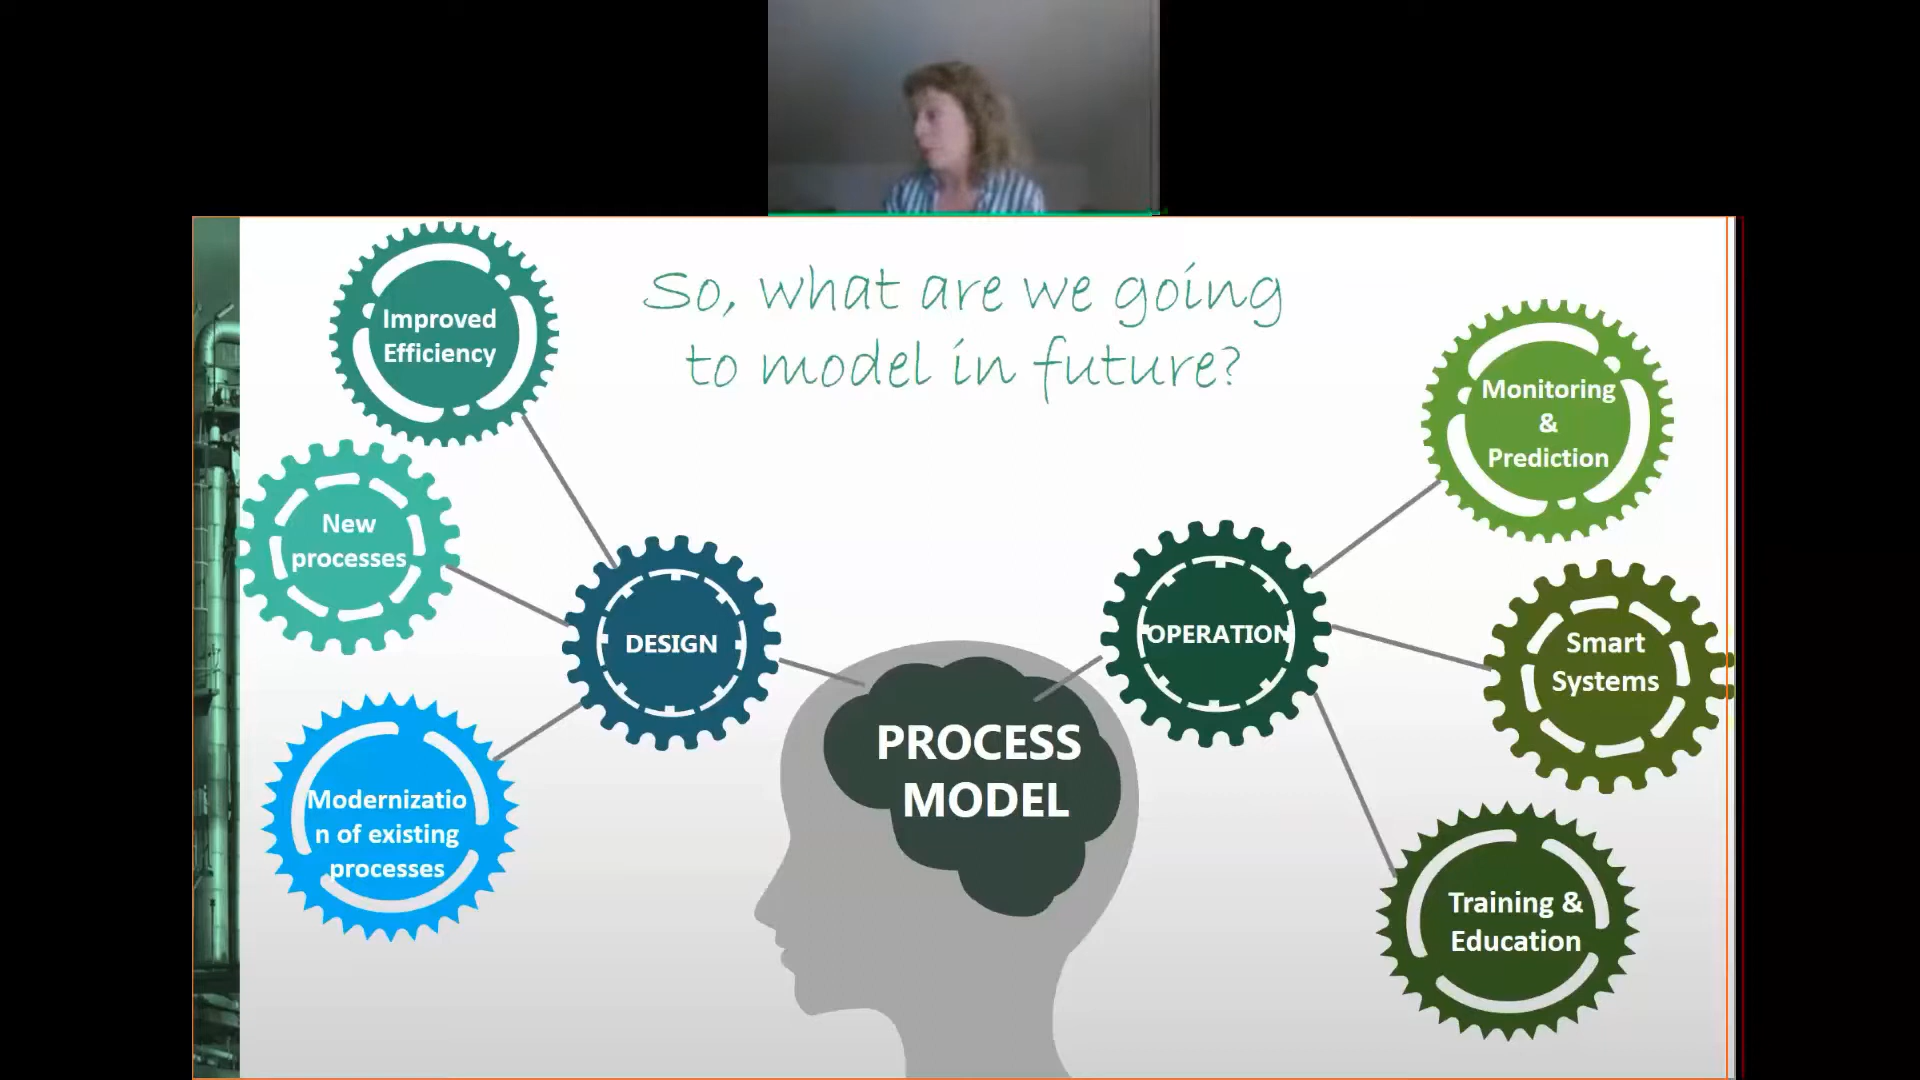 So, what are we going
to model in future?
Improved
Efficiency
New
processes
Modernizatio
n of existing
processes
DESIGN
PROCESS
MODEL
OPERATION
Monitoring
&
Prediction
Smart
Systems
Training &
Education